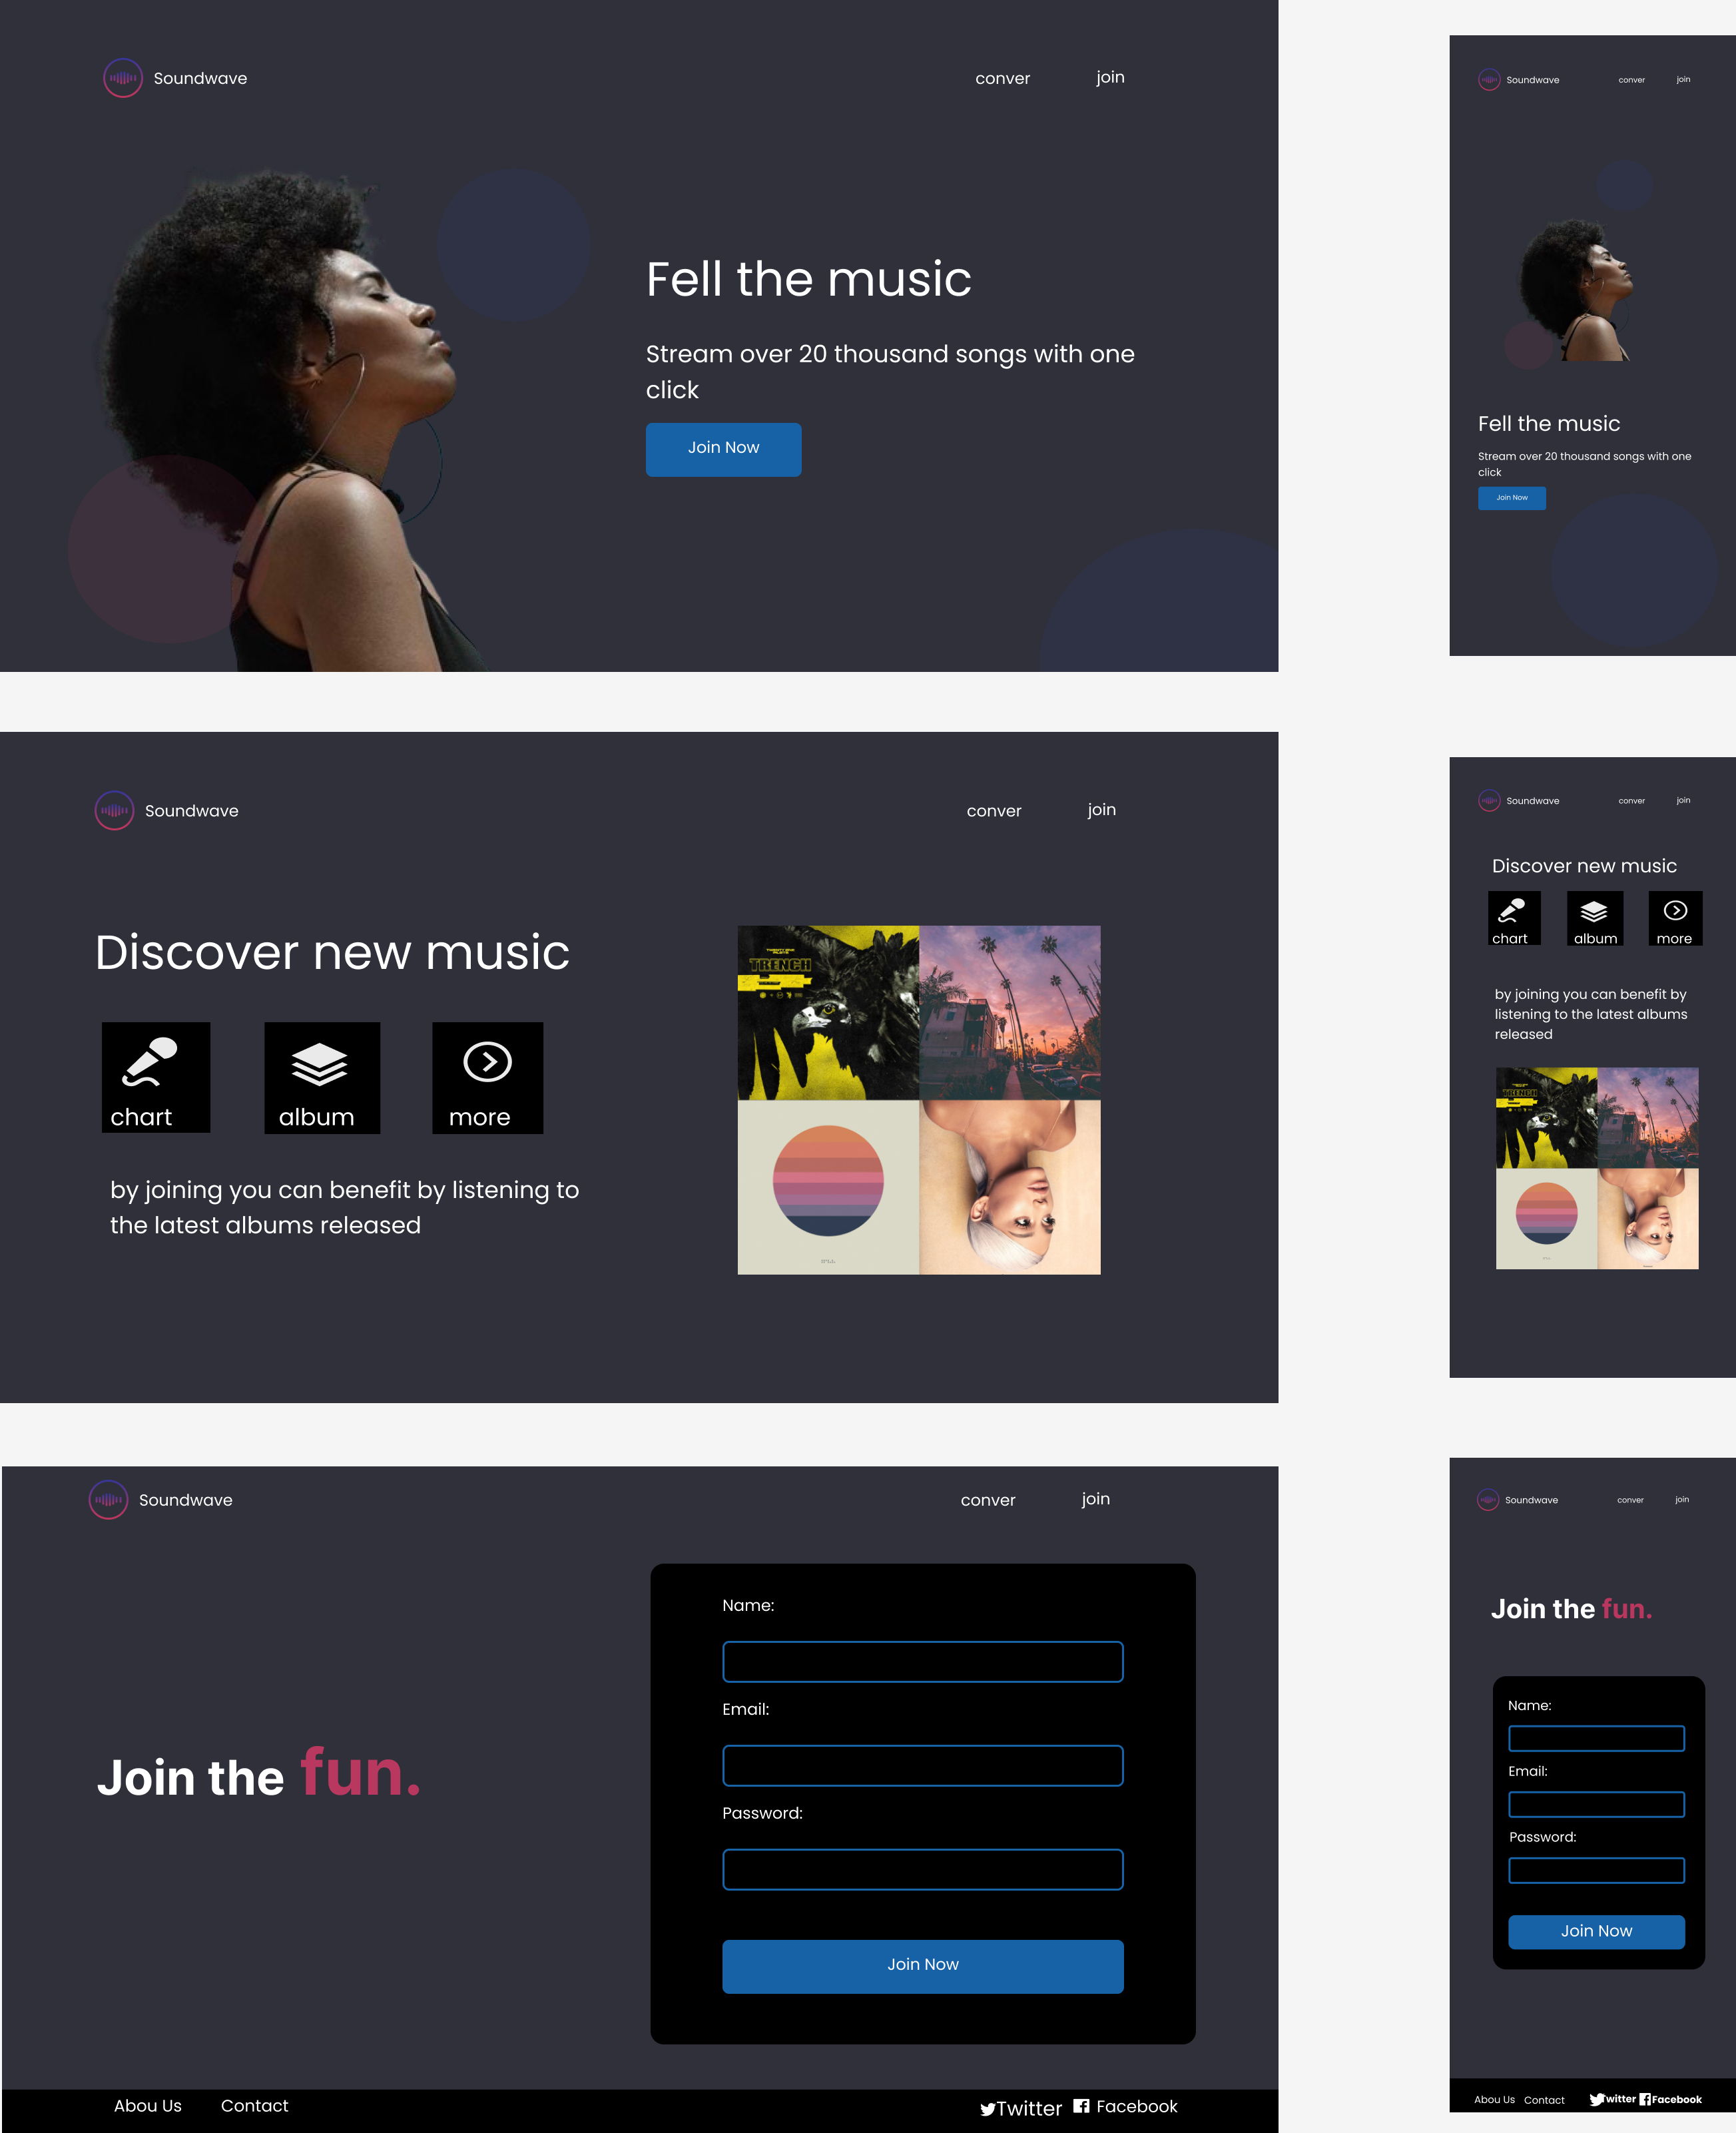 Soundwave
conver
join
Fell the music
Stream over 20 thousand songs with one
click
Join Now
Soundwave
conver
join
Fell the music
Stream over 20 thousand songs with one
click
Join Now
Soundwave
conver
join
Discover new music
chart
album
more
by joining you can benefit by listening to
the latest albums released
TRENCH
Soundwave
conver
join
Discover new music
chart
album
more
by joining you can benefit by
listening to the latest albums
released
TRENCH
Soundwave
conver
join
Join the fun.
Name:
Email:
Password:
Join Now
Abou Us
Contact
Twitter
Facebook
Soundwave
conver
join
Join the fun.
Name:
Email:
Password:
Join Now
Abou Us
Contact
Twitter
Facebook